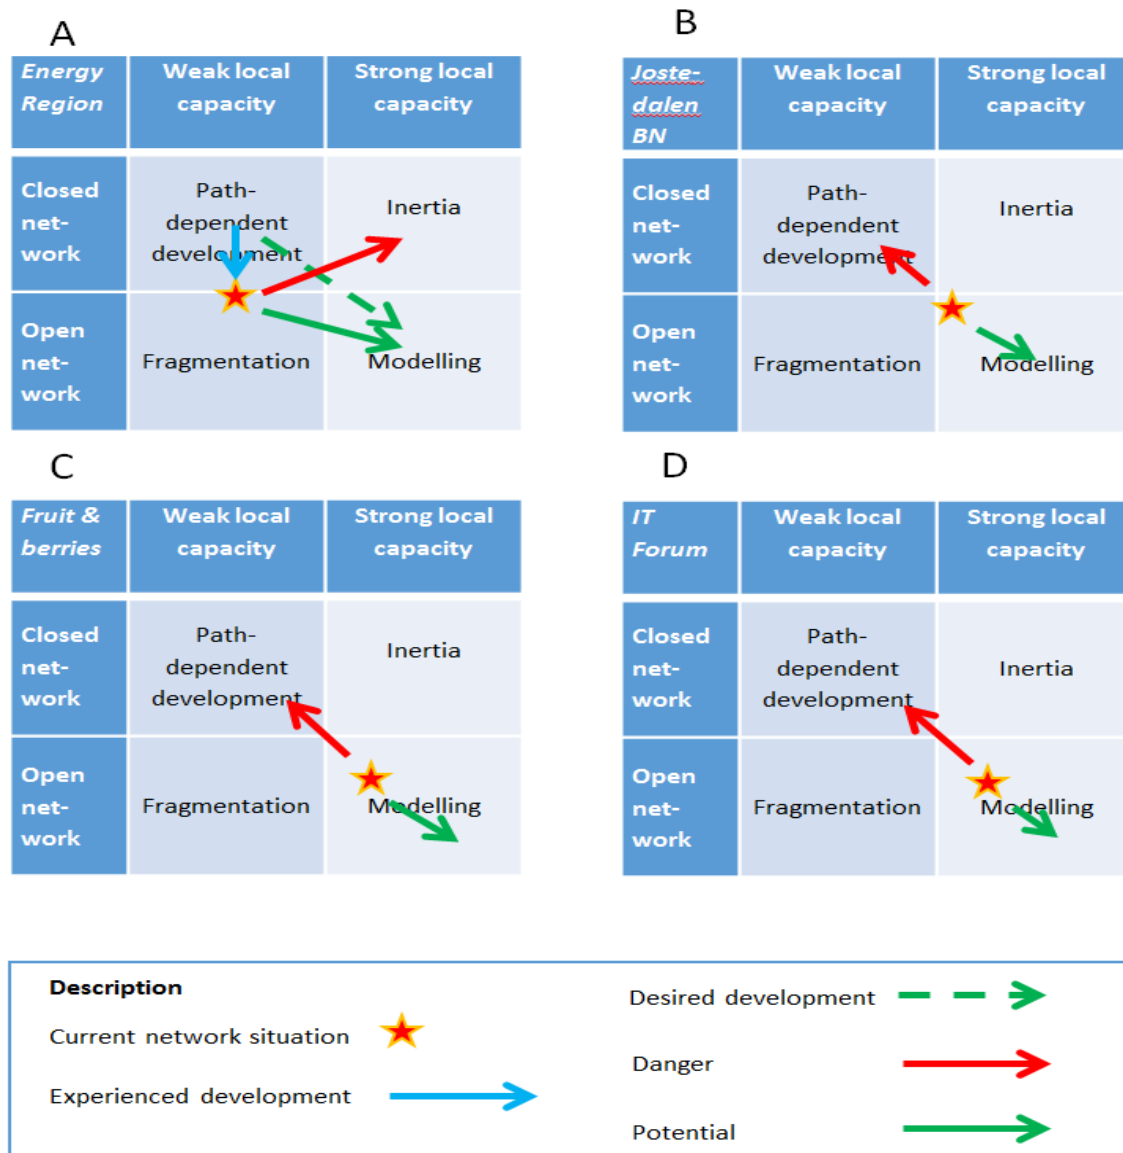 A
Energy Region
Weak local capacity
Strong local capacity
Closed net-work
Path-dependent development
Inertia
Open net-work
Fragmentation
Modelling
B
Joste-dalen BN
Weak local capacity
Strong local capacity
Closed net-work
Path-dependent development
Inertia
Open net-work
Fragmentation
Modelling
C
Fruit & berries
Weak local capacity
Strong local capacity
Closed net-work
Path-dependent development
Inertia
Open net-work
Fragmentation
Modelling
D
IT Forum
Weak local capacity
Strong local capacity
Closed net-work
Path-dependent development
Inertia
Open net-work
Fragmentation
Modelling
Description
Current network situation
Experienced development
Desired development
Danger
Potential